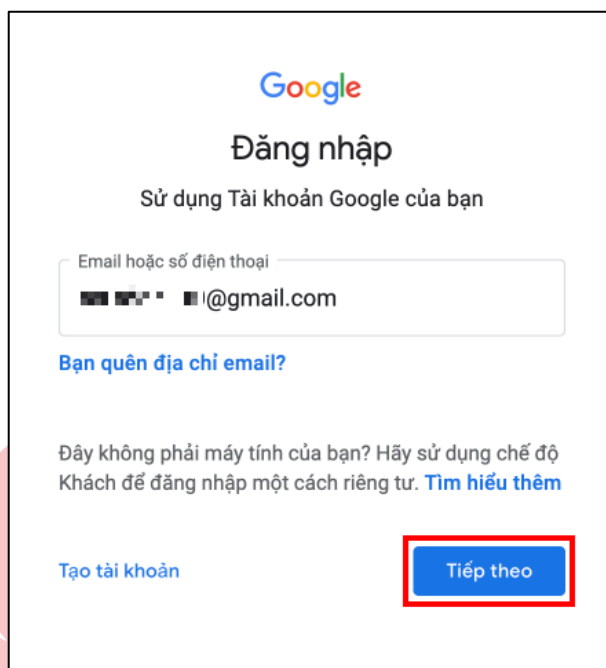 Google
Đăng nhập
Sử dụng Tài khoản Google của bạn
Email hoặc số điện thoại
@gmail.com
Bạn quên địa chỉ email?
Đây không phải máy tính của bạn? Hãy sử dụng chế độ
Khách để đăng nhập một cách riêng tư. Tìm hiểu thêm
Tạo tài khoản
Tiếp theo